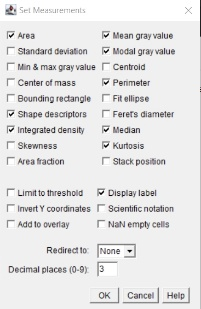 Set Measurements
Area Mean gray value
Standard deviation Modal gray value
Min & max gray value Centroid
Center of mass Perimeter
Bounding rectangle Fit ellipse
Shape descriptors Feret's diameter
Integrated density Median
Skewness Kurtosis
Area fraction Stack position
Limit to threshold Display label
Invert Y coordinates Scientific notation
Add to overlay NaN empty cells
Redirect to: None
Decimal places (0-9): 3
OK Cancel Help